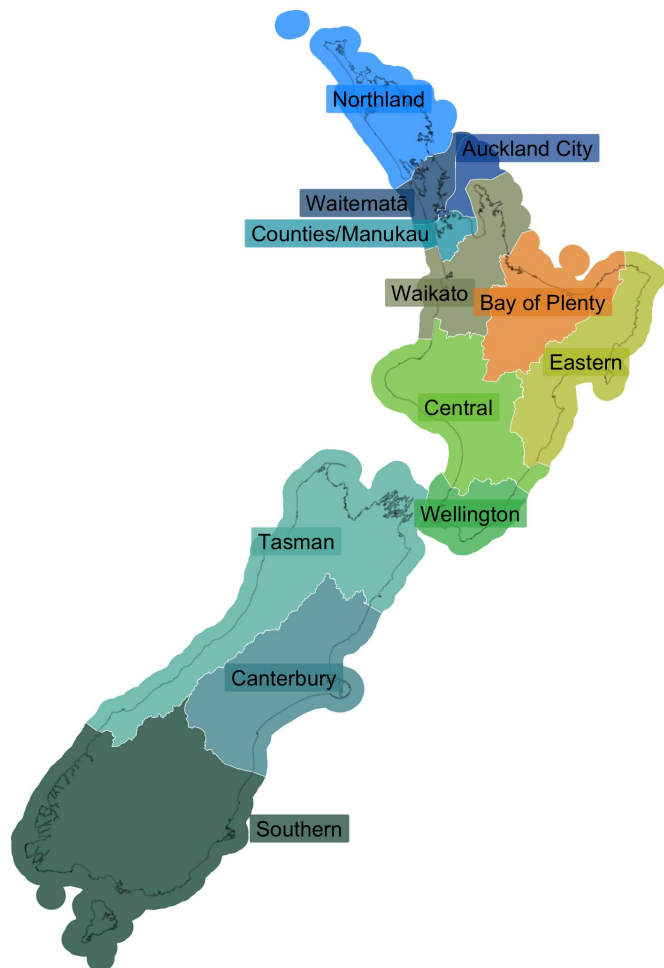 Northland
Auckland City
Waitematā
Counties/Manukau
Waikato
Bay of Plenty
Eastern
Central
Wellington
Tasman
Canterbury
Southern